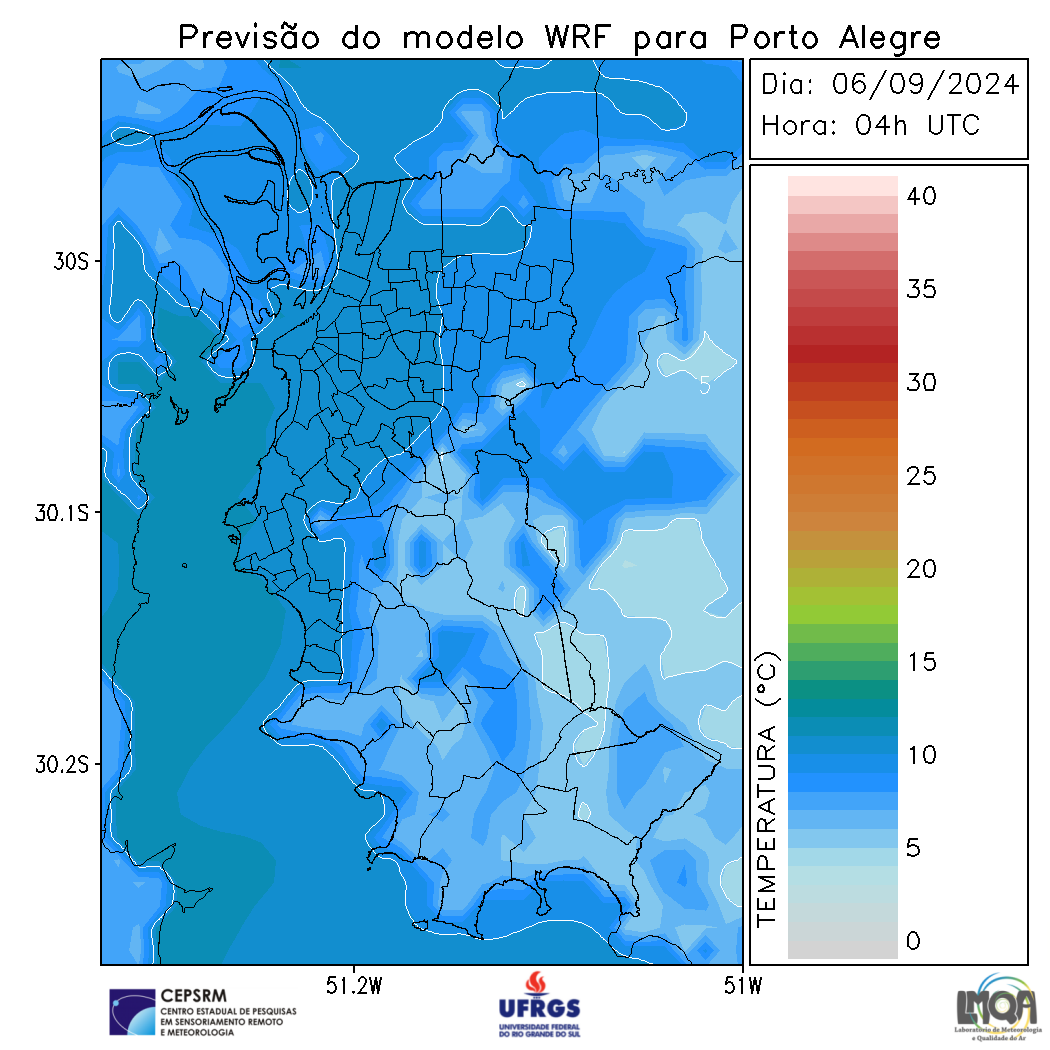 Previsão do modelo WRF para Porto Alegre
Dia: 06/09/2024
Hora: 04h UTC
40
35
30
25
20
15
10
5
0
TEMPERATURA (°C)
30S
30.1S
30.2S
51.2W
51W
5
CEPSRM
CENTRO ESTADUAL DE PESQUISAS
EM SENSORIAMENTO REMOTO
E METEOROLOGIA
UFRGS
UNIVERSIDADE FEDERAL
DO RIO GRANDE DO SUL
LMQA
Laboratório de Meteorologia
e Qualidade do Ar